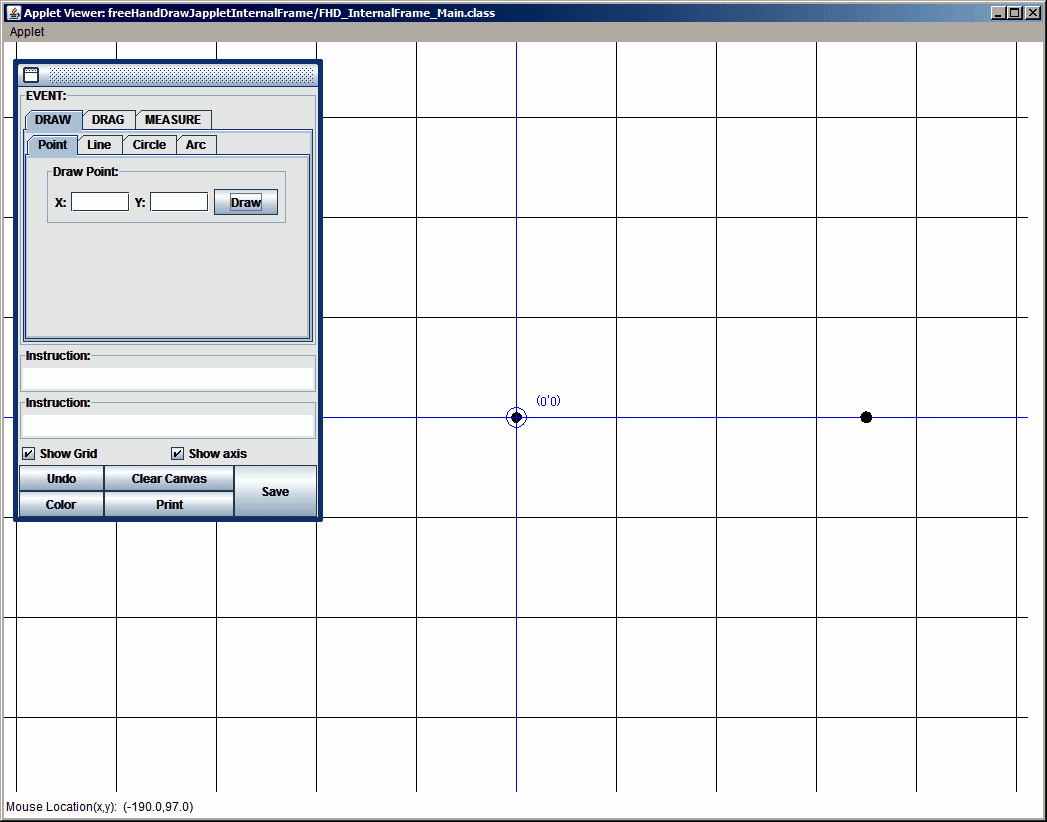 Applet Viewer: freeHandDrawJappletInternalFrame/FHD_InternalFrame_Main.class
Applet
EVENT:
DRAW DRAG MEASURE
Point Line Circle Arc
Draw Point:
X: Y: Draw
Instruction:
(0'0)
Instruction:
Show Grid Show axis
Undo Clear Canvas Save
Color Print
Mouse Location(x,y): (-190.0,97.0)